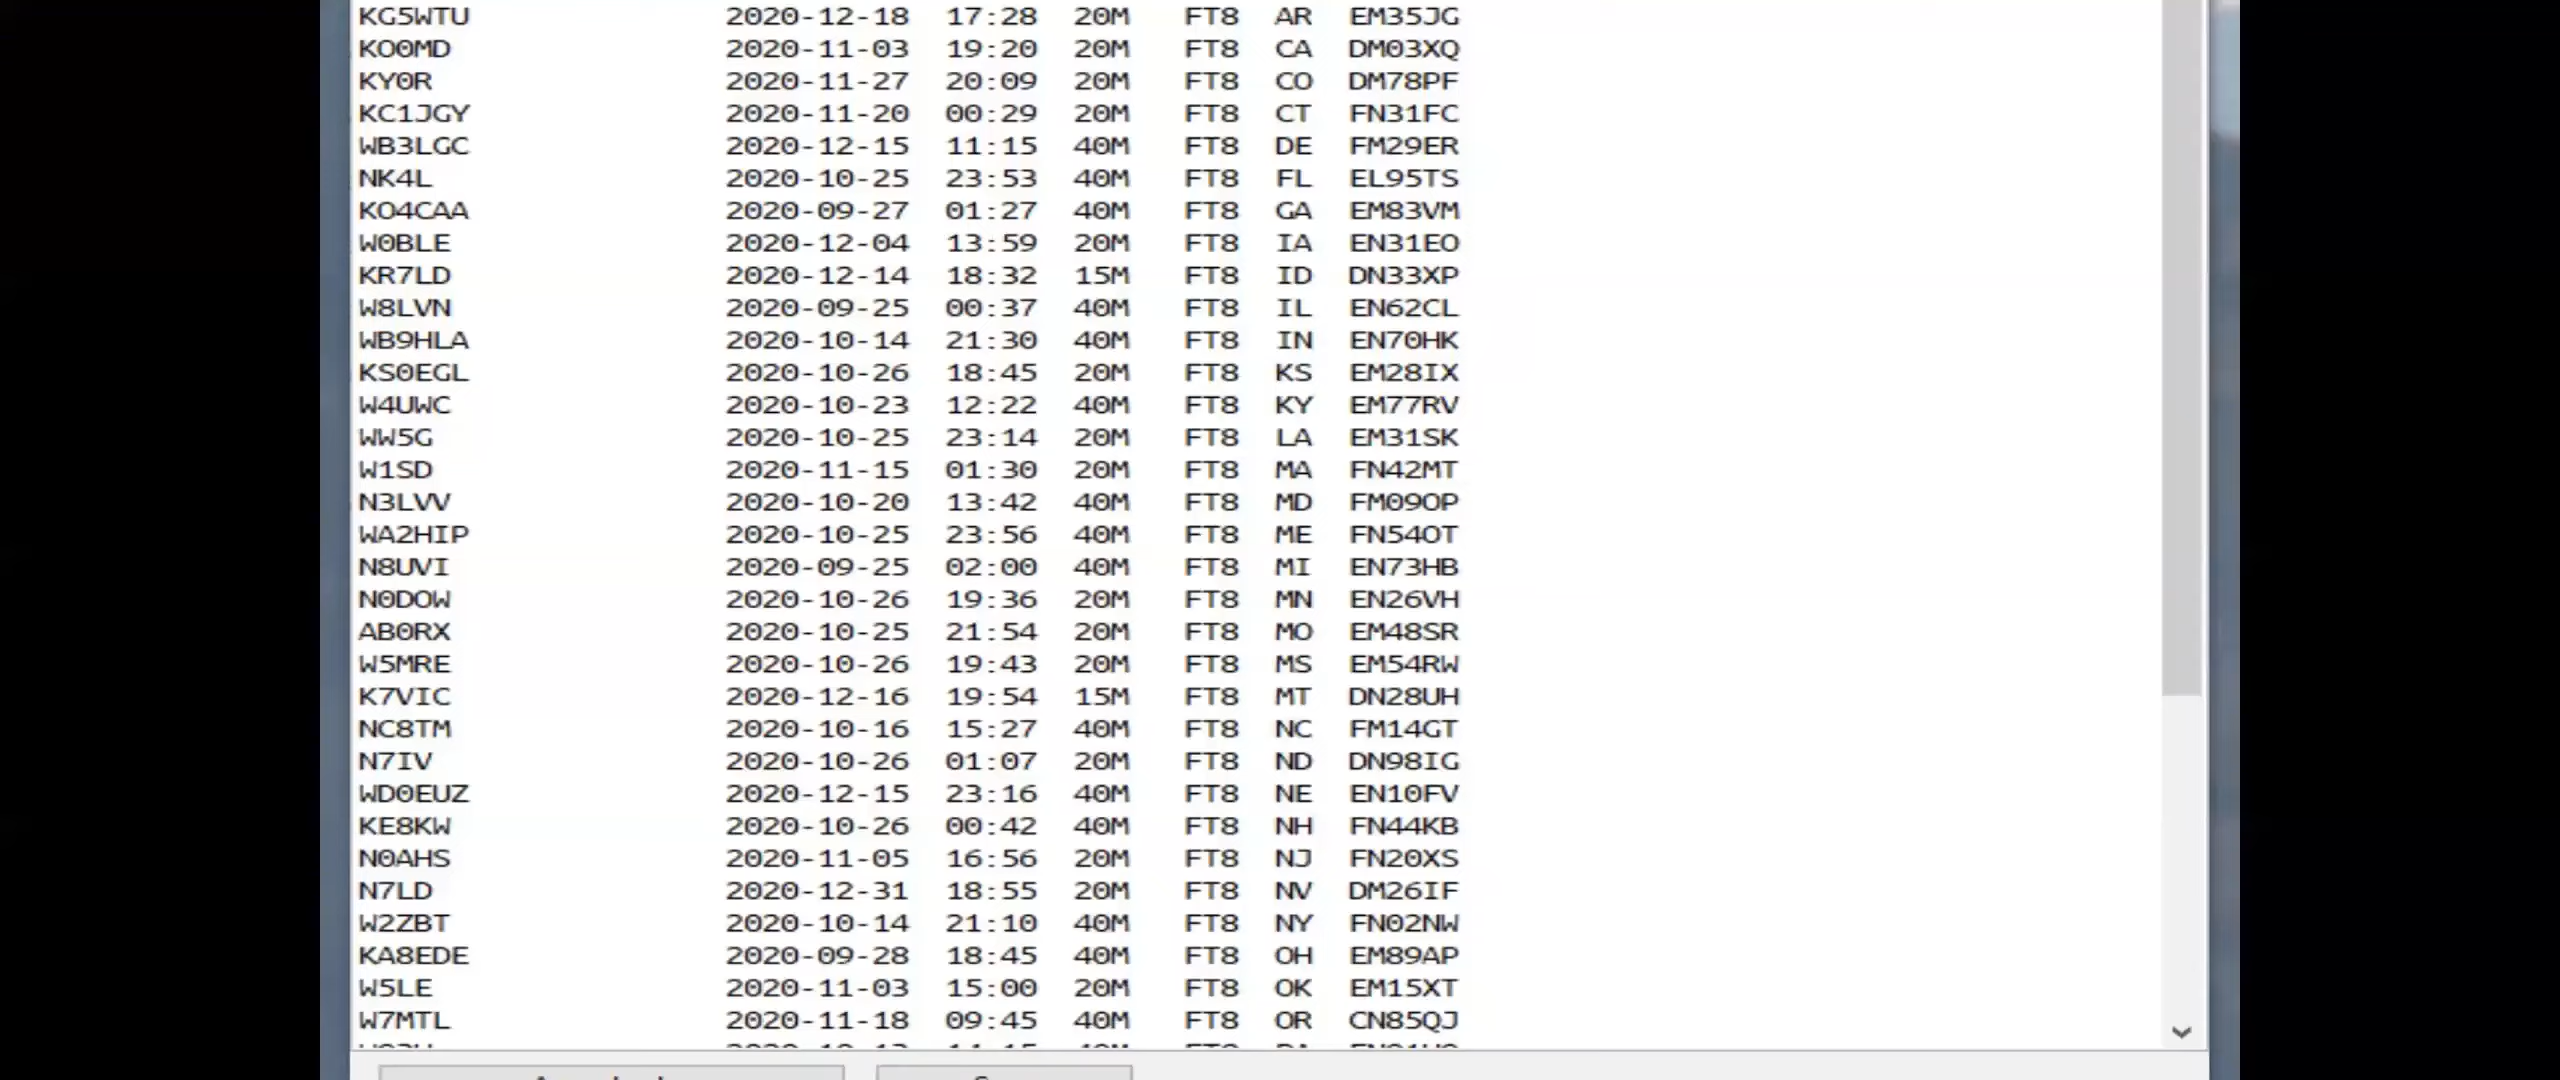 KG5WTU 2020-12-18 17:28 20M FT8 AR EM35JG
KO0MD 2020-11-03 19:20 20M FT8 CA DM03XQ
KY0R 2020-11-27 20:09 20M FT8 CO DM78PF
KC1JGY 2020-11-20 00:29 20M FT8 CT FN31FC
WB3LGC 2020-12-15 11:15 40M FT8 DE FM29ER
NK4L 2020-10-25 23:53 40M FT8 FL EL95TS
KO4CAA 2020-09-27 01:27 40M FT8 GA EM83VM
W0BLE 2020-12-04 13:59 20M FT8 IA EN31EO
KR7LD 2020-12-14 18:32 15M FT8 ID DN33XP
W8LVN 2020-09-25 00:37 40M FT8 IL EN62CL
WB9HLA 2020-10-14 21:30 40M FT8 IN EN70HK
KS0EGL 2020-10-26 18:45 20M FT8 KS EM28IX
W4UWC 2020-10-23 12:22 40M FT8 KY EM77RV
WW5G 2020-10-25 23:14 20M FT8 LA EM31SK
W1SD 2020-11-15 01:30 20M FT8 MA FN42MT
N3LVV 2020-10-20 13:42 40M FT8 MD FM09OP
WA2HIP 2020-10-25 23:56 40M FT8 ME FN54OT
N8UVI 2020-09-25 02:00 40M FT8 MI EN73HB
N0DOW 2020-10-26 19:36 20M FT8 MN EN26VH
AB0RX 2020-10-25 21:54 20M FT8 MO EM48SR
W5MRE 2020-10-26 19:43 20M FT8 MS EM54RW
K7VIC 2020-12-16 19:54 15M FT8 MT DN28UH
NC8TM 2020-10-16 15:27 40M FT8 NC FM14GT
N7IV 2020-10-26 01:07 20M FT8 ND DN98IG
WD0EUZ 2020-12-15 23:16 40M FT8 NE EN10FV
KE8KW 2020-10-26 00:42 40M FT8 NH FN44KB
N0AHS 2020-11-05 16:56 20M FT8 NJ FN20XS
N7LD 2020-12-31 18:55 20M FT8 NV DM26IF
W2ZBT 2020-10-14 21:10 40M FT8 NY FN02NW
KA8EDE 2020-09-28 18:45 40M FT8 OH EM89AP
W5LE 2020-11-03 15:00 20M FT8 OK EM15XT
W7MTL 2020-11-18 09:45 40M FT8 OR CN85QJ